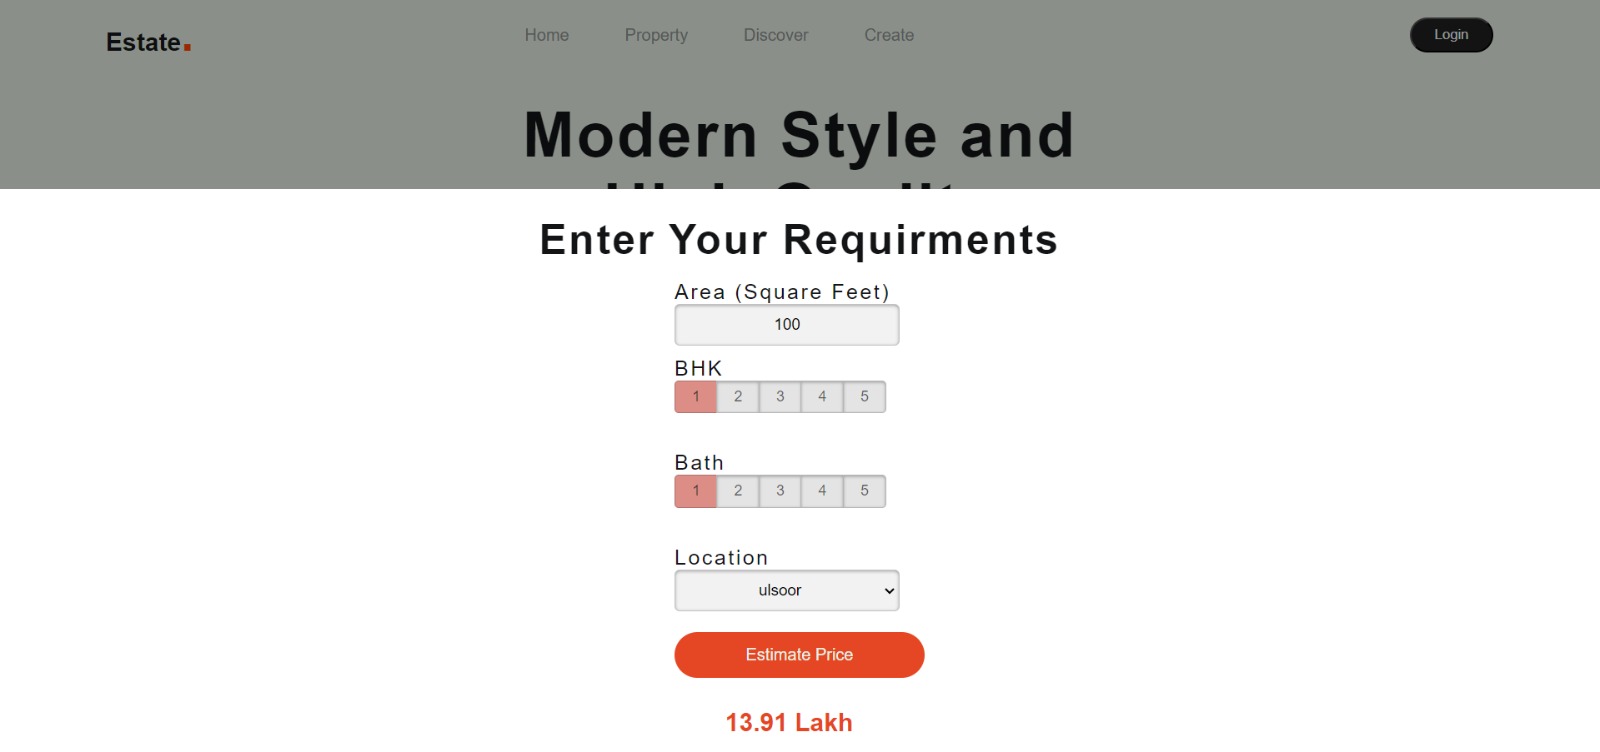 Estate.
Home Property Discover Create
Login
Modern Style and
Enter Your Requirments
Area (Square Feet)
100
BHK
1 2 3 4 5
Bath
1 2 3 4 5
Location
ulsoor
Estimate Price
13.91 Lakh